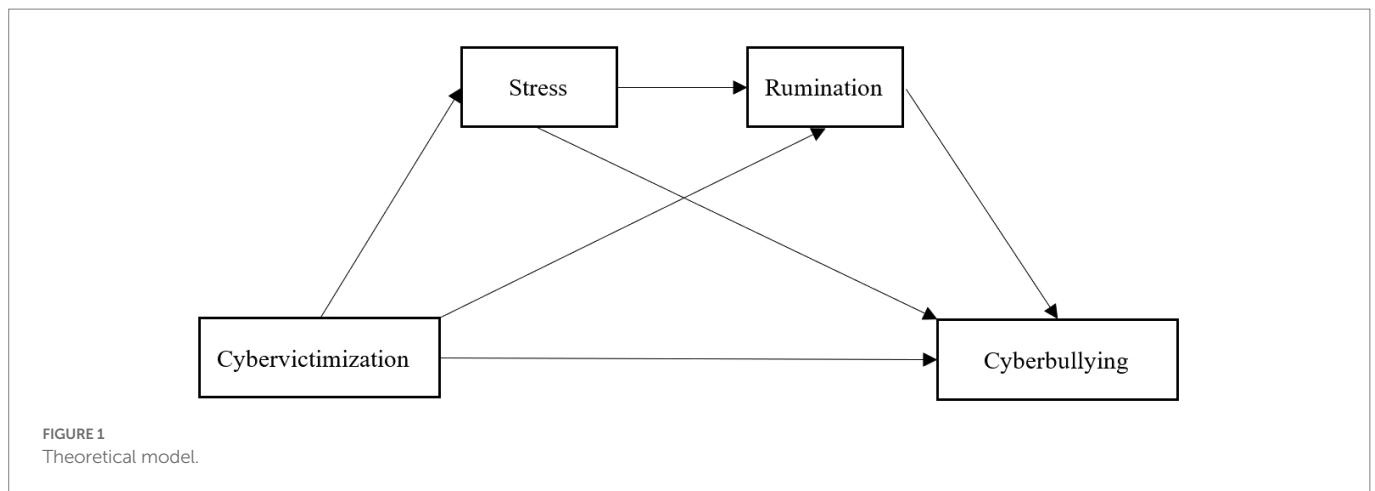 Stress
Rumination
Cybervictimization
Cyberbullying
FIGURE 1
Theoretical model.